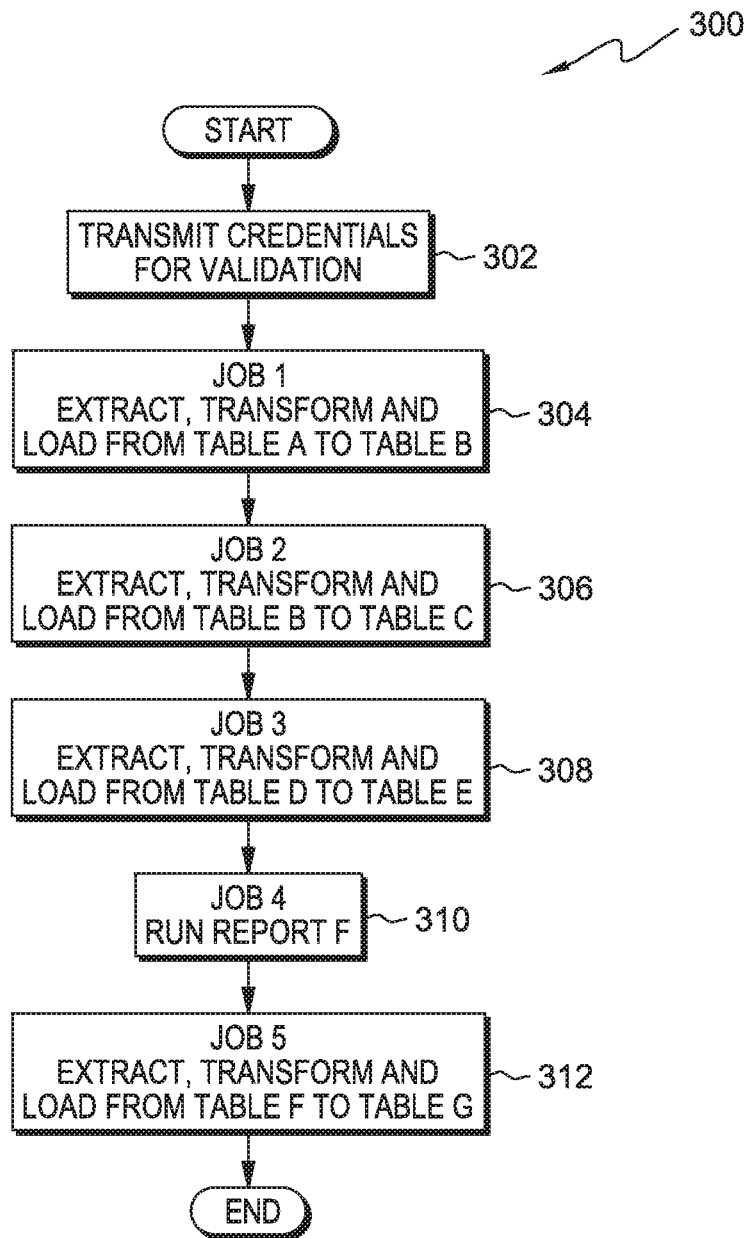 300
START
TRANSMIT CREDENTIALS
FOR VALIDATION
302
JOB 1
EXTRACT, TRANSFORM AND
LOAD FROM TABLE A TO TABLE B
304
JOB 2
EXTRACT, TRANSFORM AND
LOAD FROM TABLE B TO TABLE C
306
JOB 3
EXTRACT, TRANSFORM AND
LOAD FROM TABLE D TO TABLE E
308
JOB 4
RUN REPORT F
310
JOB 5
EXTRACT, TRANSFORM AND
LOAD FROM TABLE F TO TABLE G
312
END